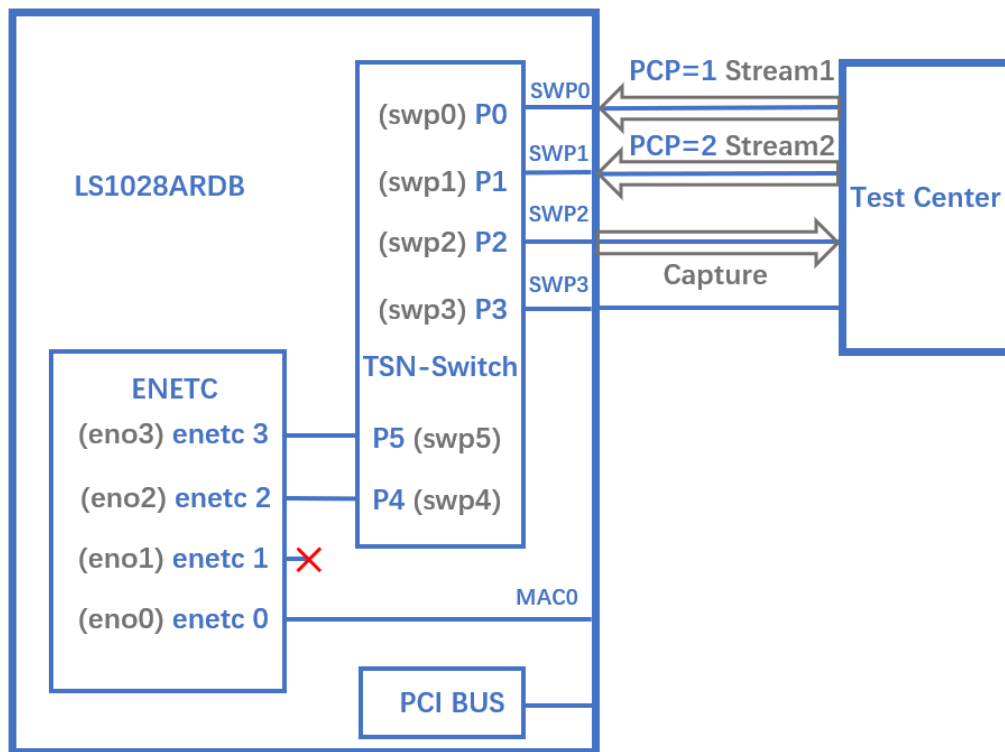 LS1028ARDB
(swp0) P0
(swp1) P1
(swp2) P2
(swp3) P3
TSN-Switch
P5 (swp5)
P4 (swp4)
SWP0
SWP1
SWP2
SWP3
PCP=1 Stream1
PCP=2 Stream2
Capture
Test Center
ENETC
(eno3) enetc 3
(eno2) enetc 2
(eno1) enetc 1
(eno0) enetc 0
MAC0
PCI BUS